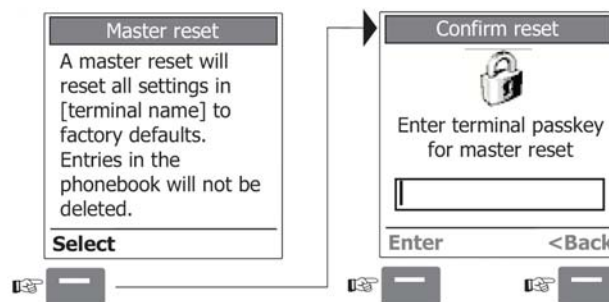 Master reset
A master reset will
reset all settings in
[terminal name] to
factory defaults.
Entries in the
phonebook will not be
deleted.
Select
Confirm reset
Enter terminal passkey
for master reset
Enter
<Back